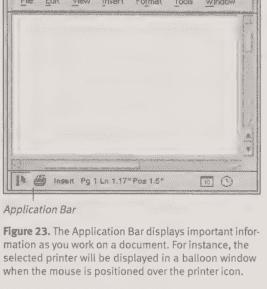 File Edit View Insert Format Tools Window
Insert Pg 1 Ln 1.17" Pos 1.5"
10
Application Bar
Figure 23. The Application Bar displays important infor-
mation as you work on a document. For instance, the
selected printer will be displayed in a balloon window
when the mouse is positioned over the printer icon.